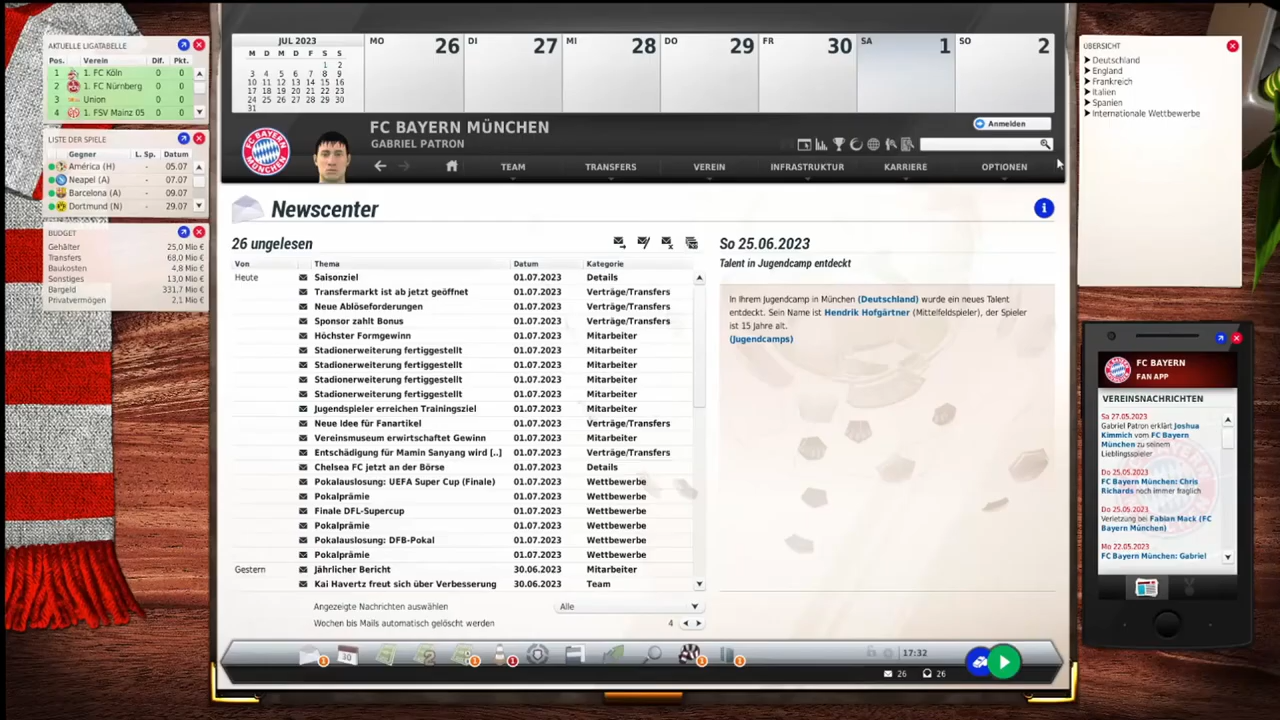 AKTUELLE LIGATABELLE
Pos. Verein Dif. Pkt.
1 1. FC Köln 0 0
2 1. FC Nürnberg 0 0
3 Union 0 0
4 1. FSV Mainz 05 0 0
LISTE DER SPIELE
Gegner L. Sp. Datum
América (H) - 05.07
Neapel (A) - 07.07
Barcelona (A) - 09.07
Dortmund (N) - 29.07
BUDGET
Gehälter 25,0 Mio €
Transfers 68,0 Mio €
Baukosten 4,8 Mio €
Sonstiges 13,0 Mio €
Bargeld 331,7 Mio €
Privatvermögen 2,1 Mio €
JUL 2023
M D M D F S S
1 2
3 4 5 6 7 8 9
10 11 12 13 14 15 16
17 18 19 20 21 22 23
24 25 26 27 28 29 30
31
MO 26 DI 27 MI 28 DO 29 FR 30 SA 1 SO 2
FC BAYERN MÜNCHEN
GABRIEL PATRON
Anmelden
TEAM TRANSFERS VEREIN INFRASTRUKTUR KARRIERE OPTIONEN
Newscenter
26 ungelesen
Von Thema Datum Kategorie
Heute Saisonziel 01.07.2023 Details
Transfermarkt ist ab jetzt geöffnet 01.07.2023 Verträge/Transfers
Neue Ablöseforderungen 01.07.2023 Verträge/Transfers
Sponsor zahlt Bonus 01.07.2023 Verträge/Transfers
Höchster Formgewinn 01.07.2023 Mitarbeiter
Stadionerweiterung fertiggestellt 01.07.2023 Mitarbeiter
Stadionerweiterung fertiggestellt 01.07.2023 Mitarbeiter
Stadionerweiterung fertiggestellt 01.07.2023 Mitarbeiter
Stadionerweiterung fertiggestellt 01.07.2023 Mitarbeiter
Jugendspieler erreichen Trainingsziel 01.07.2023 Mitarbeiter
Neue Idee für Fanartikel 01.07.2023 Verträge/Transfers
Vereinsmuseum erwirtschaftet Gewinn 01.07.2023 Mitarbeiter
Entschädigung für Mamin Sanyang wird [..] 01.07.2023 Verträge/Transfers
Chelsea FC jetzt an der Börse 01.07.2023 Details
Pokalauslosung: UEFA Super Cup (Finale) 01.07.2023 Wettbewerbe
Pokalprämie 01.07.2023 Wettbewerbe
Finale DFL-Supercup 01.07.2023 Wettbewerbe
Pokalprämie 01.07.2023 Wettbewerbe
Pokalauslosung: DFB-Pokal 01.07.2023 Wettbewerbe
Pokalprämie 01.07.2023 Wettbewerbe
Gestern Jährlicher Bericht 30.06.2023 Mitarbeiter
Kai Havertz freut sich über Verbesserung 30.06.2023 Team
Angezeigte Nachrichten auswählen Alle
Wochen bis Mails automatisch gelöscht werden 4
So 25.06.2023
Talent in Jugendcamp entdeckt
In Ihrem Jugendcamp in München (Deutschland) wurde ein neues Talent
entdeckt. Sein Name ist Hendrik Hofgärtner (Mittelfeldspieler), der Spieler
ist 15 Jahre alt.
(Jugendcamps)
1 30 2 1 1 1 1 17:32
26 26
ÜBERSICHT
Deutschland
England
Frankreich
Italien
Spanien
Internationale Wettbewerbe
FC BAYERN
FAN APP
VEREINSNACHRICHTEN
Sa 27.05.2023
Gabriel Patron erklärt Joshua
Kimmich vom FC Bayern
München zu seinem
Lieblingsspieler
Do 25.05.2023
FC Bayern München: Chris
Richards noch immer fraglich
Do 25.05.2023
Verletzung bei Fabian Mack (FC
Bayern München)
Mo 22.05.2023
FC Bayern München: Gabriel